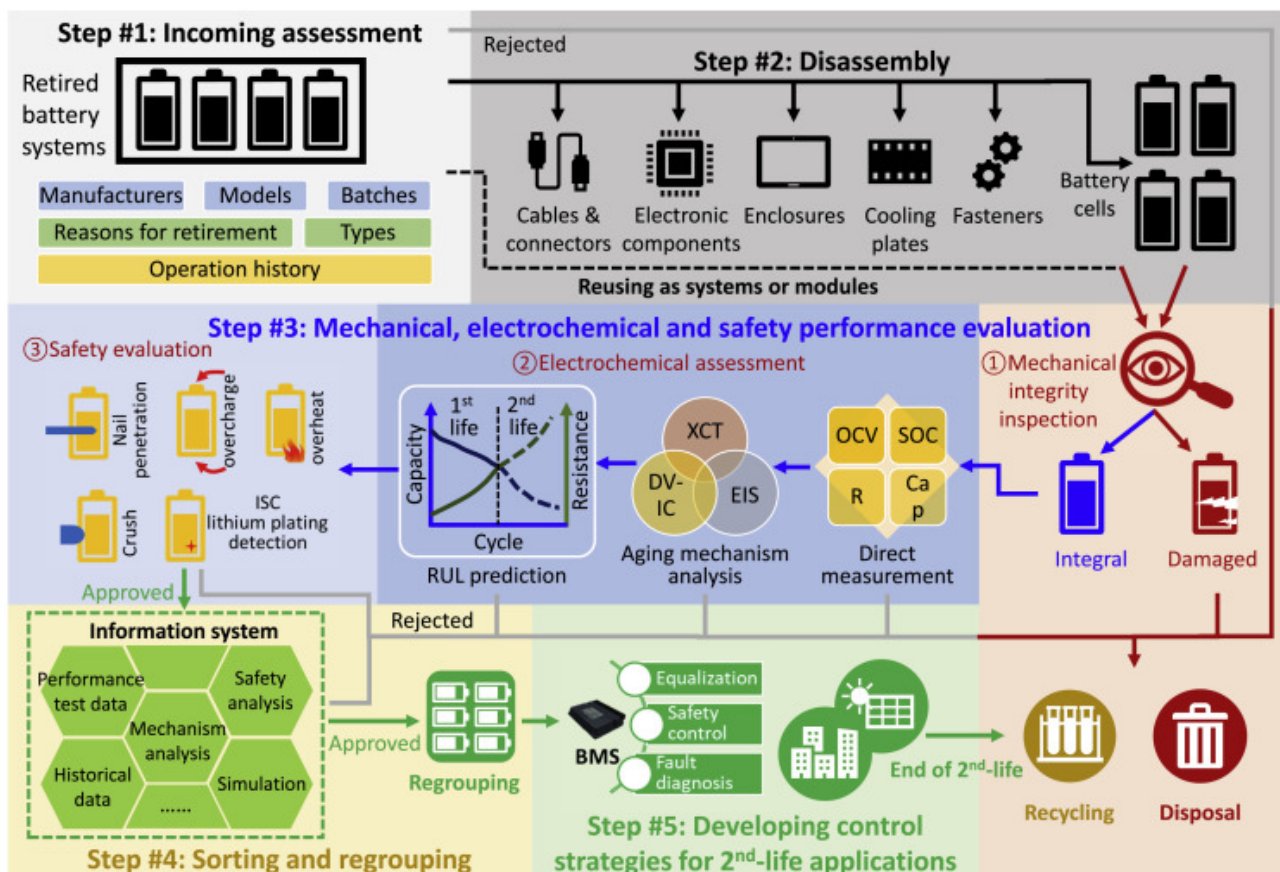 Step #1: Incoming assessment
Retired
battery
systems
Manufacturers
Models
Batches
Reasons for retirement
Types
Operation history
Rejected
Step #2: Disassembly
Cables &
connectors
Electronic
components
Enclosures
Cooling
plates
Fasteners
Battery
cells
Reusing as systems or modules
Step #3: Mechanical, electrochemical and safety performance evaluation
①Mechanical
integrity
inspection
Integral
Damaged
②Electrochemical assessment
OCV
SOC
R
Ca
p
Direct
measurement
XCT
DV-
IC
EIS
Aging mechanism
analysis
1st
life
2nd
life
Capacity
Resistance
Cycle
RUL prediction
③Safety evaluation
Nail
penetration
overcharge
overheat
Crush
ISC
lithium plating
detection
Approved
Rejected
Information system
Performance
test data
Safety
analysis
Mechanism
analysis
Historical
data
Simulation
......
Approved
Regrouping
Step #4: Sorting and regrouping
BMS
Equalization
Safety
control
Fault
diagnosis
End of 2nd-life
Step #5: Developing control
strategies for 2nd-life applications
Recycling
Disposal